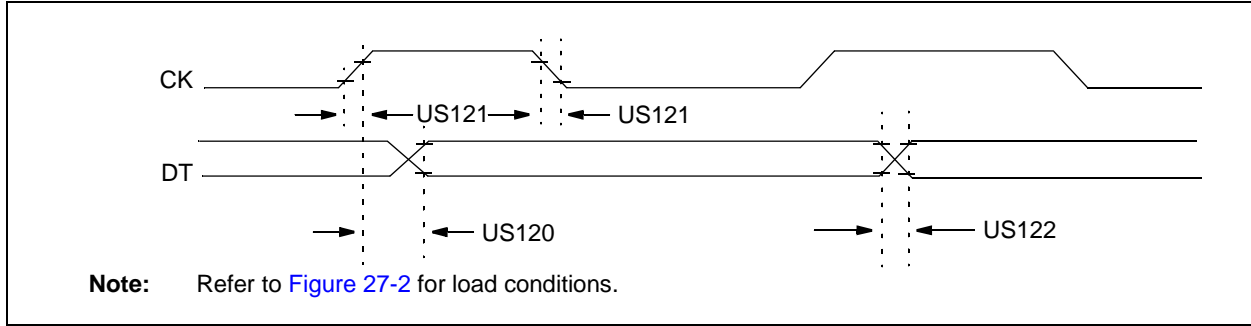 CK
US121
US121
DT
US120
US122
Note: Refer to Figure 27-2 for load conditions.